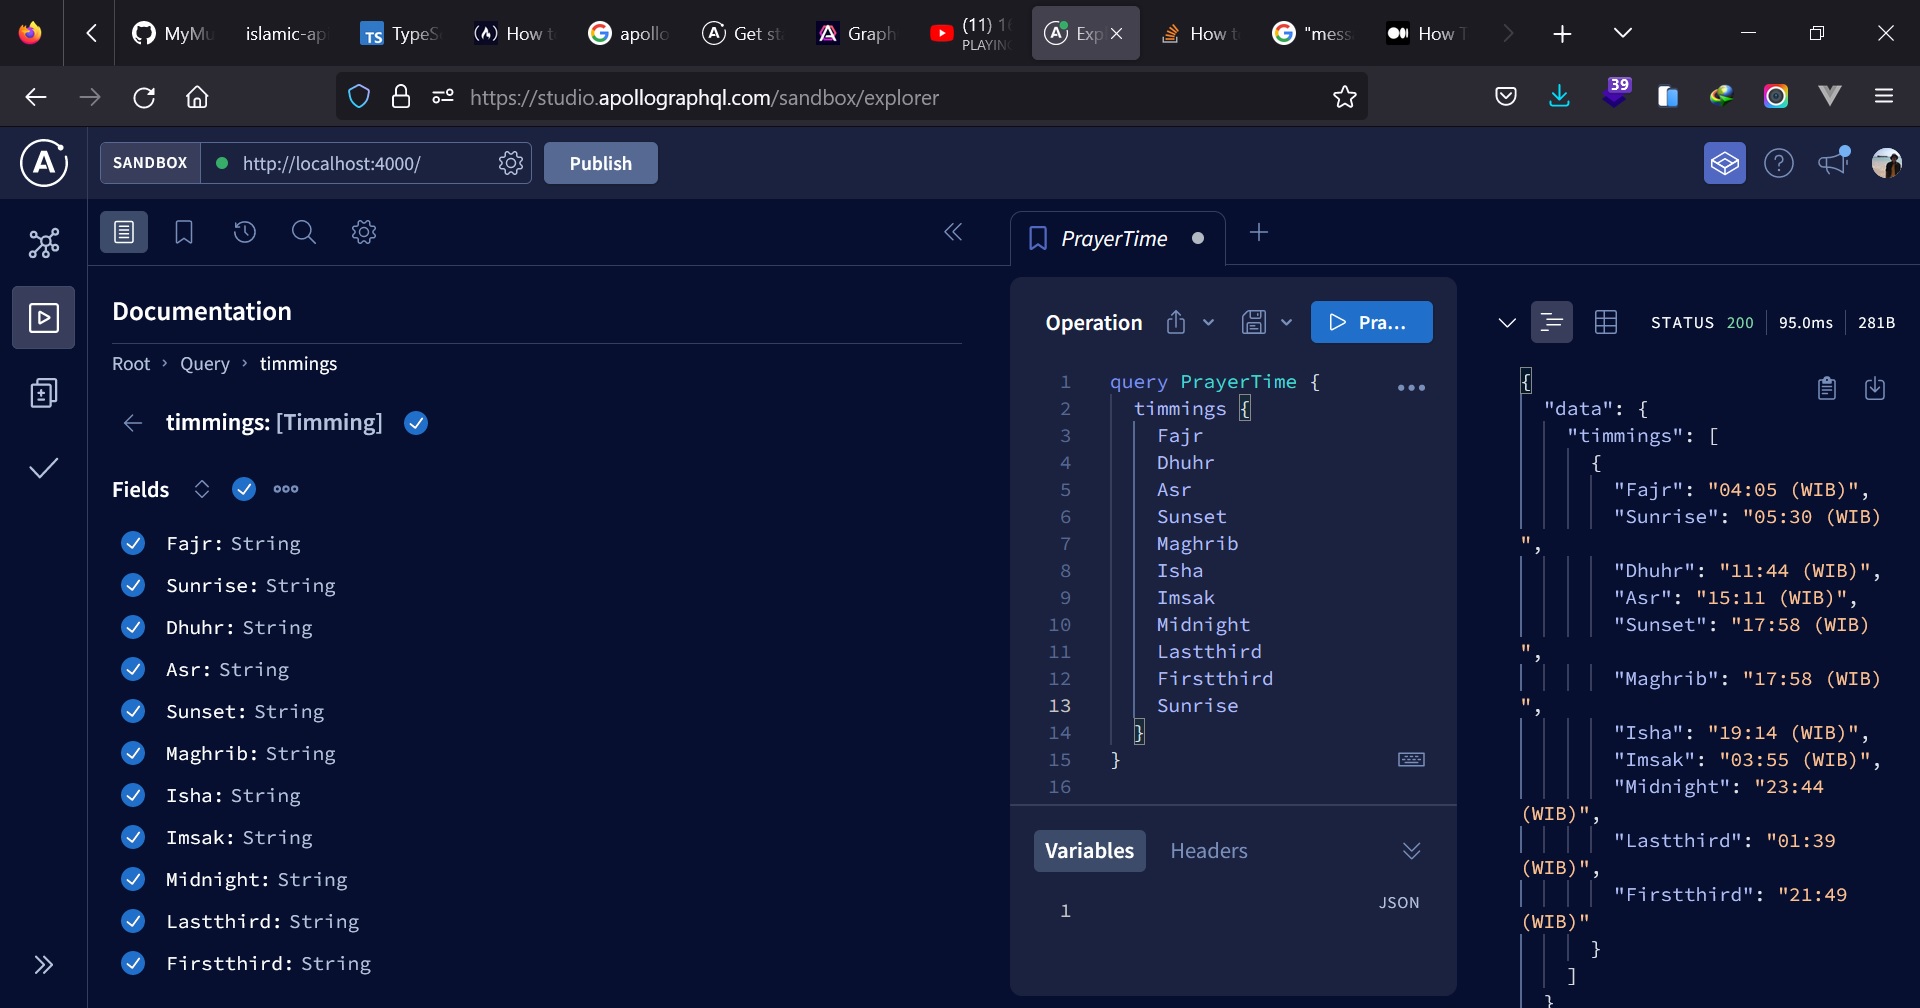 MyMu
islamic-api
TS TypeS
How t
apollo
Get st
Graph
(11) 1
PLAYING
Exp
How t
"mess
How T
https://studio.apollographql.com/sandbox/explorer
39
SANDBOX
http://localhost:4000/
Publish
PrayerTime
Documentation
Root › Query › timmings
timmings: [Timming]
Fields
Fajr: String
Sunrise: String
Dhuhr: String
Asr: String
Sunset: String
Maghrib: String
Isha: String
Imsak: String
Midnight: String
Lastthird: String
Firstthird: String
Operation
Pra...
1 query PrayerTime {
2 timmings {
3 Fajr
4 Dhuhr
5 Asr
6 Sunset
7 Maghrib
8 Isha
9 Imsak
10 Midnight
11 Lastthird
12 Firstthird
13 Sunrise
14 }
15 }
16
Variables Headers
1
JSON
STATUS 200 95.0ms 281B
{
"data": {
"timmings": [
{
"Fajr": "04:05 (WIB)",
"Sunrise": "05:30 (WIB)
",
"Dhuhr": "11:44 (WIB)",
"Asr": "15:11 (WIB)",
"Sunset": "17:58 (WIB)
",
"Maghrib": "17:58 (WIB)
",
"Isha": "19:14 (WIB)",
"Imsak": "03:55 (WIB)",
"Midnight": "23:44
(WIB)",
"Lastthird": "01:39
(WIB)",
"Firstthird": "21:49
(WIB)"
}
]
}